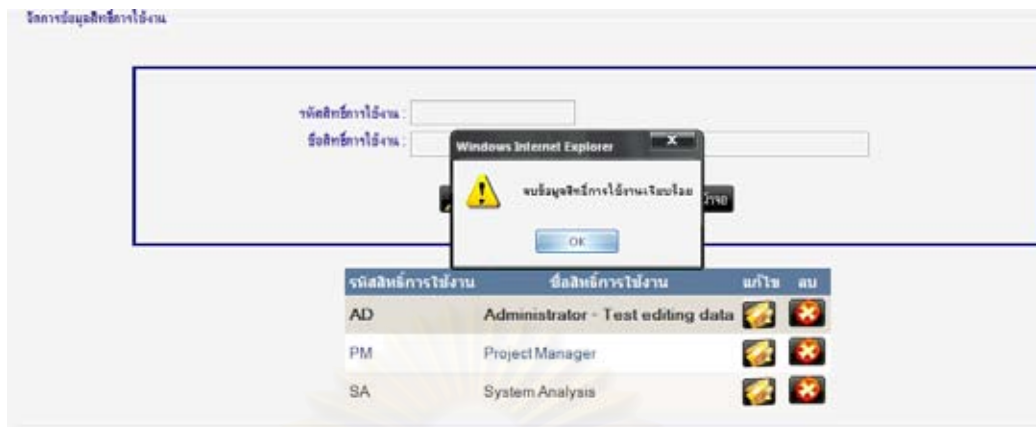 จัดการข้อมูลสิทธิ์การใช้งาน
รหัสสิทธิ์การใช้งาน :
ชื่อสิทธิ์การใช้งาน :
Windows Internet Explorer
ลบข้อมูลสิทธิ์การใช้งานเรียบร้อย
OK
รหัสสิทธิ์การใช้งาน ชื่อสิทธิ์การใช้งาน แก้ไข ลบ
AD Administrator - Test editing data
PM Project Manager
SA System Analysis